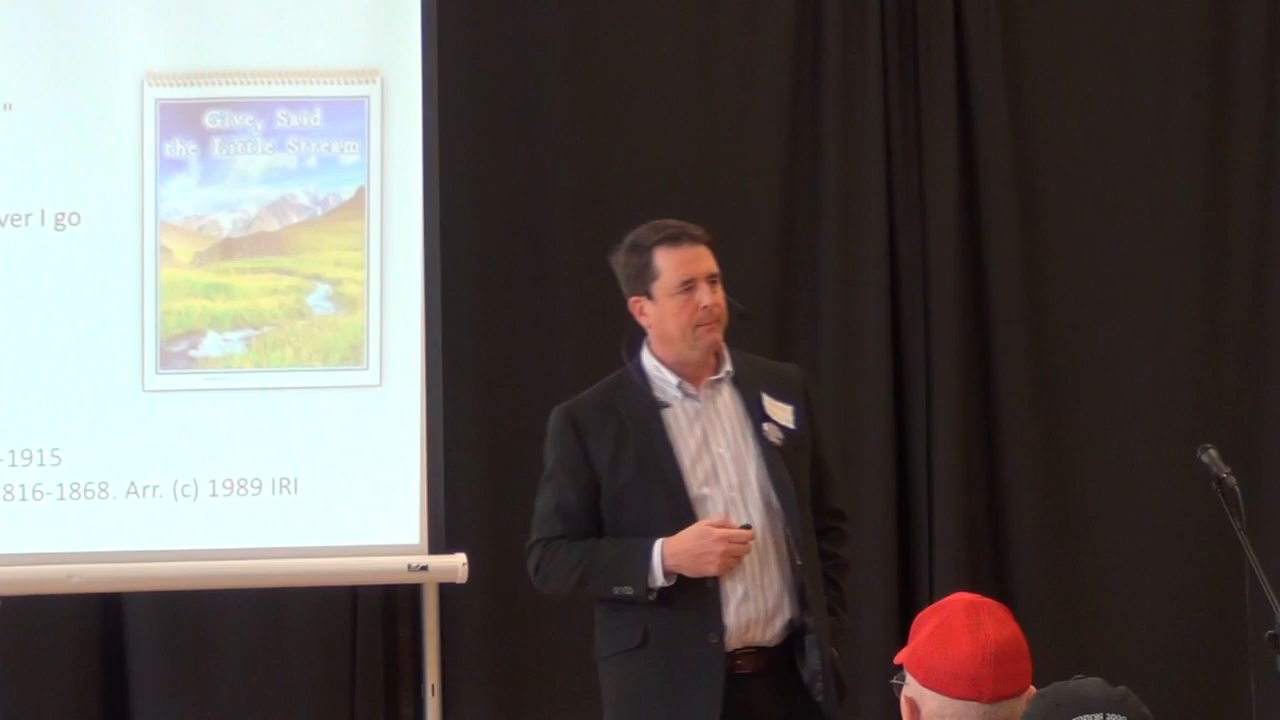 "
Give, Said
the Little Stream
ver I go
-1915
816-1868. Arr. (c) 1989 IRI